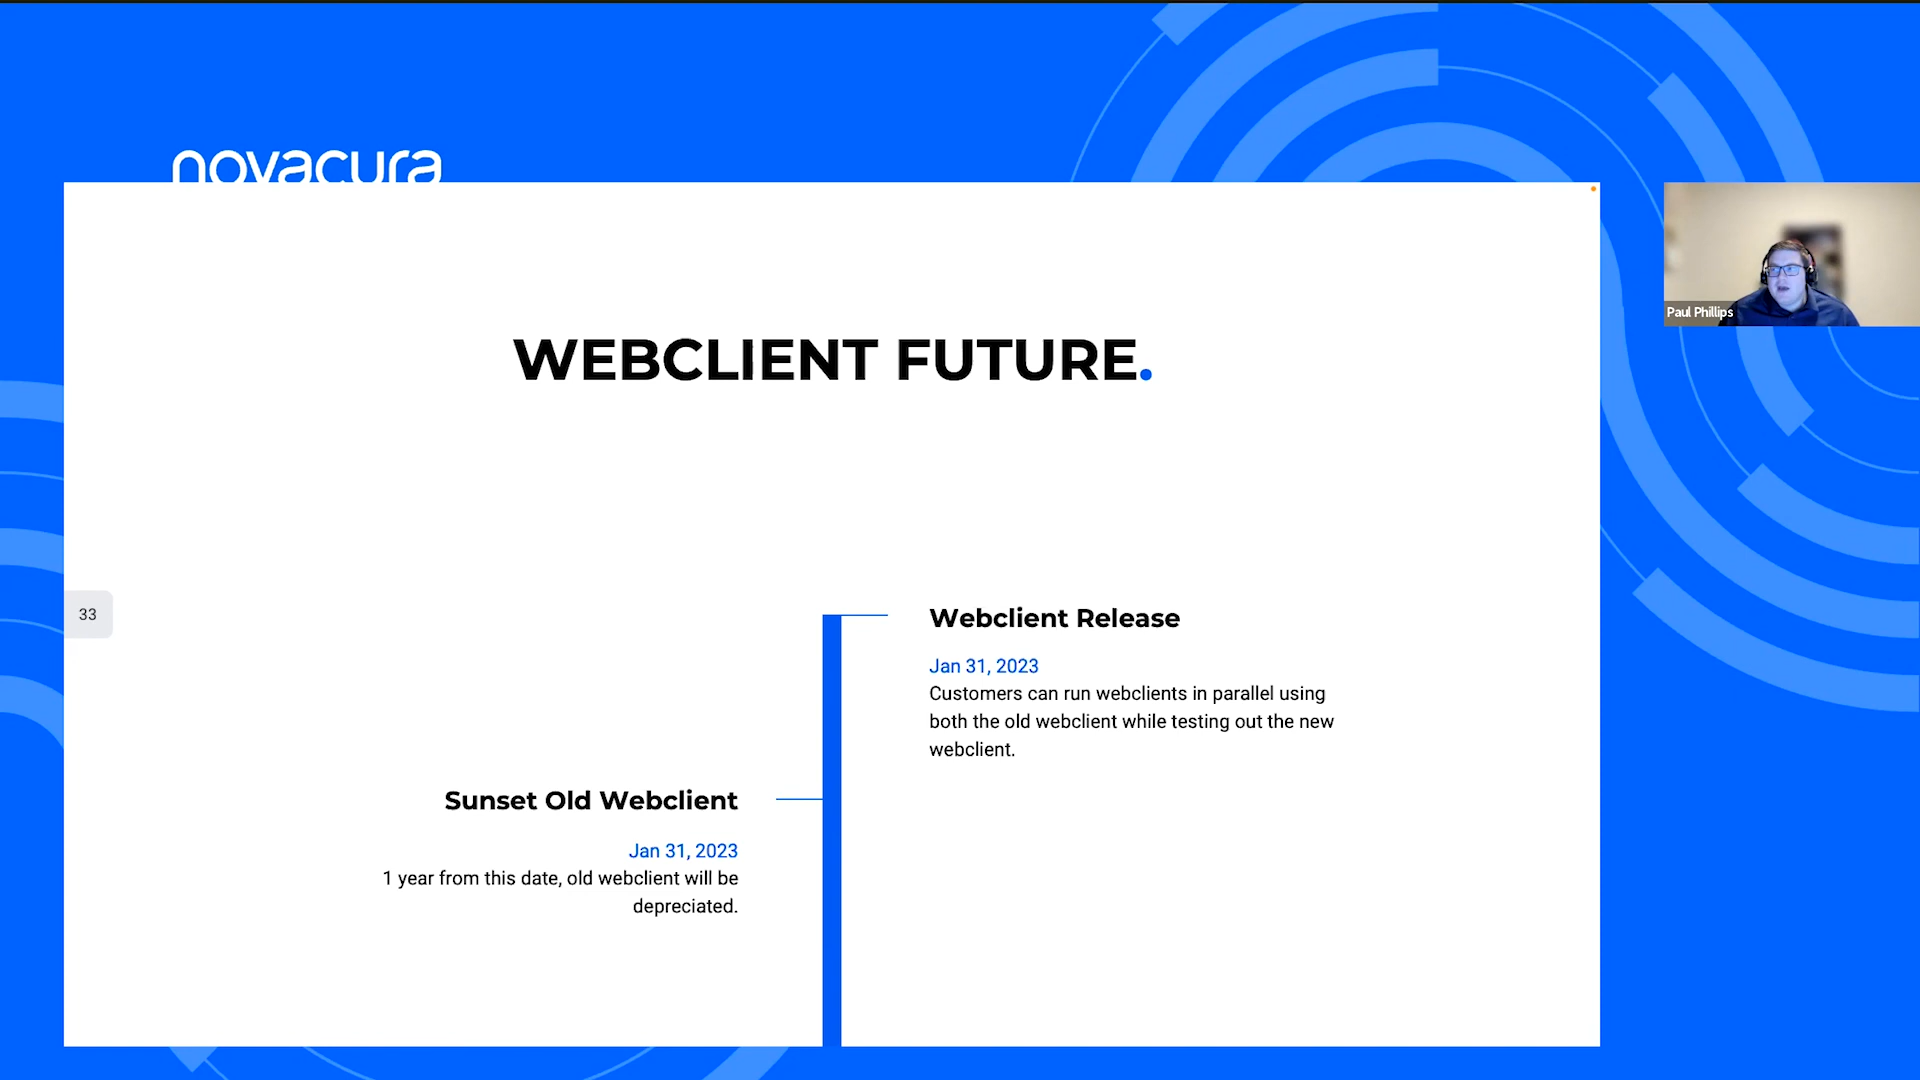 novacura
Paul Phillips
WEBCLIENT FUTURE.
33
Webclient Release
Jan 31, 2023
Customers can run webclients in parallel using
both the old webclient while testing out the new
webclient.
Sunset Old Webclient
Jan 31, 2023
1 year from this date, old webclient will be
depreciated.